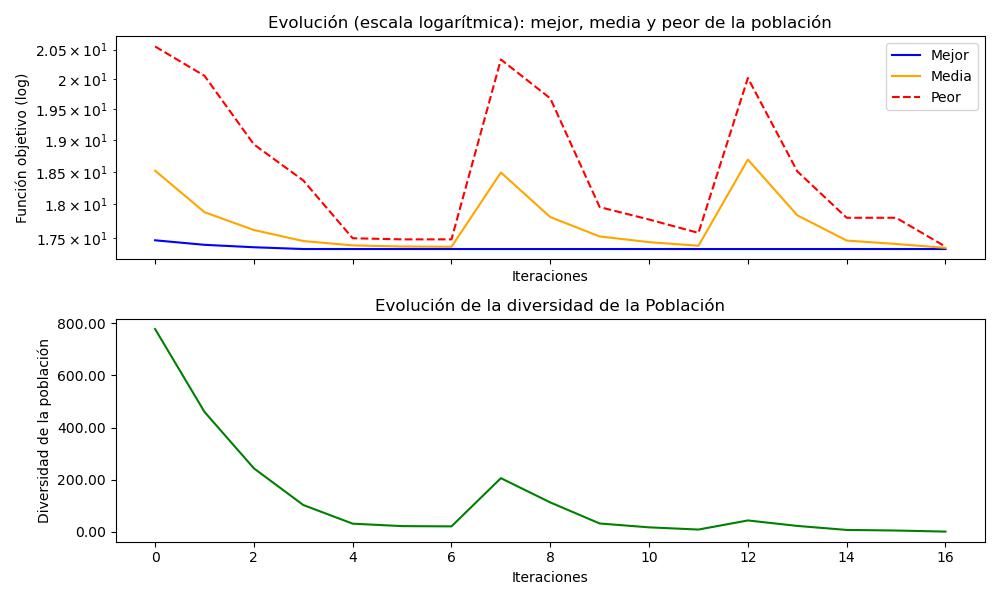 Evolución (escala logarítmica): mejor, media y peor de la población
Función objetivo (log)
2.05 × 10¹
2 × 10¹
1.95 × 10¹
1.9 × 10¹
1.85 × 10¹
1.8 × 10¹
1.75 × 10¹
Mejor
Media
Peor
Iteraciones
Evolución de la diversidad de la Población
Diversidad de la población
800.00
600.00
400.00
200.00
0.00
0 2 4 6 8 10 12 14 16
Iteraciones